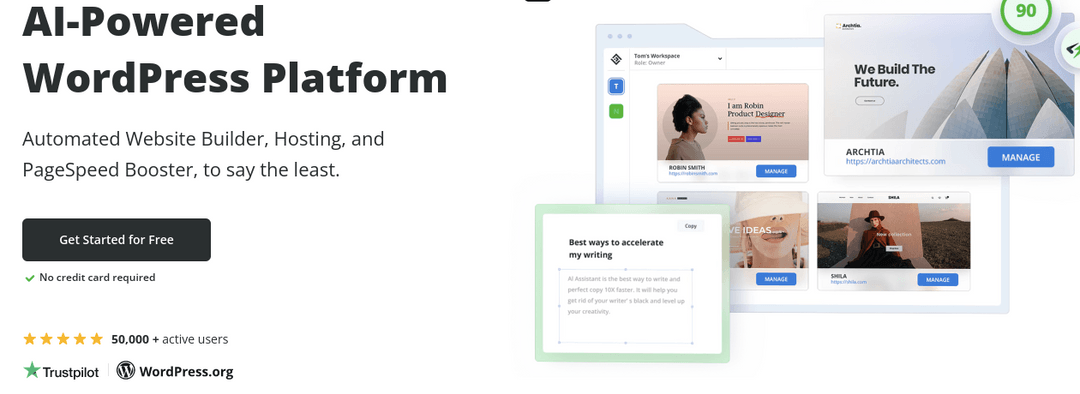 AI-Powered
WordPress Platform
Automated Website Builder, Hosting, and
PageSpeed Booster, to say the least.
Get Started for Free
No credit card required
50,000 + active users
Trustpilot
WordPress.org
90
Tom's Workspace
Role: Owner
T
I am Robin
Product Designer
ROBIN SMITH
https://robinsmith.com
MANAGE
Archtia.
We Build The
Future.
ARCHTIA
https://archtiaarchitects.com
MANAGE
VE IDEAS...
MANAGE
SHILA
New collection
SHILA
https://shila.com
MANAGE
Copy
Best ways to accelerate
my writing
AI Assistant is the best way to write and
perfect copy 10X faster. It will help you
get rid of your writer' s black and level up
your creativity.